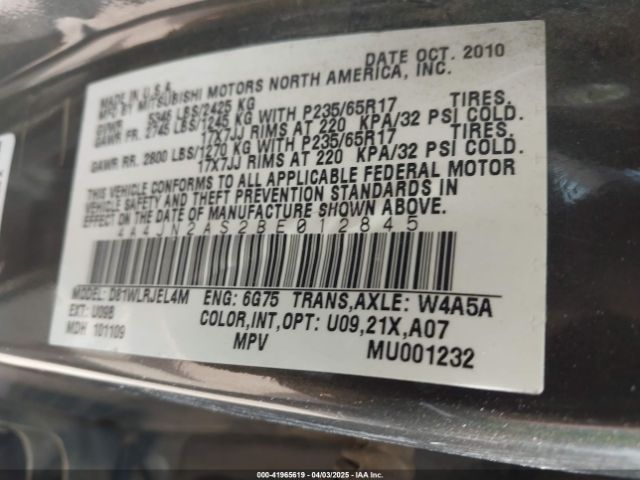 MADE IN U.S.A. DATE OCT. 2010
MFG BY MITSUBISHI MOTORS NORTH AMERICA, INC.
GVWR 5346 LBS/2425 KG
GAWR FR. 2745 LBS/1245 KG WITH P235/65R17 TIRES.
17X7JJ RIMS AT 220 KPA/32 PSI COLD.
GAWR RR. 2800 LBS/1270 KG WITH P235/65R17 TIRES.
17X7JJ RIMS AT 220 KPA/32 PSI COLD.
THIS VEHICLE CONFORMS TO ALL APPLICABLE FEDERAL MOTOR
VEHICLE SAFETY AND THEFT PREVENTION STANDARDS IN
EFFECT ON THE DATE OF MANUFACTURE SHOWN ABOVE.
4A4JN2AS2BE012845
MODEL: D81WLRJEL4M ENG: 6G75 TRANS,AXLE: W4A5A
EXT: U09B COLOR,INT,OPT: U09,21X,A07
MDH 101109 MPV MU001232
000-41965619 - 04/03/2025 - IAA Inc.